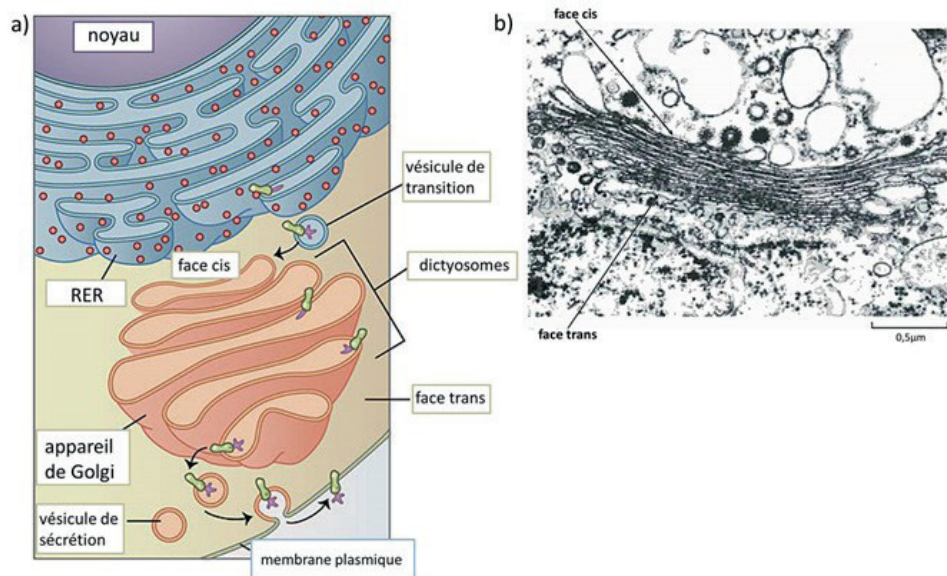 a)
noyau
vésicule de
transition
face cis
dictyosomes
RER
face trans
appareil
de Golgi
vésicule de
sécrétion
membrane plasmique
b)
face cis
face trans
0,5µm